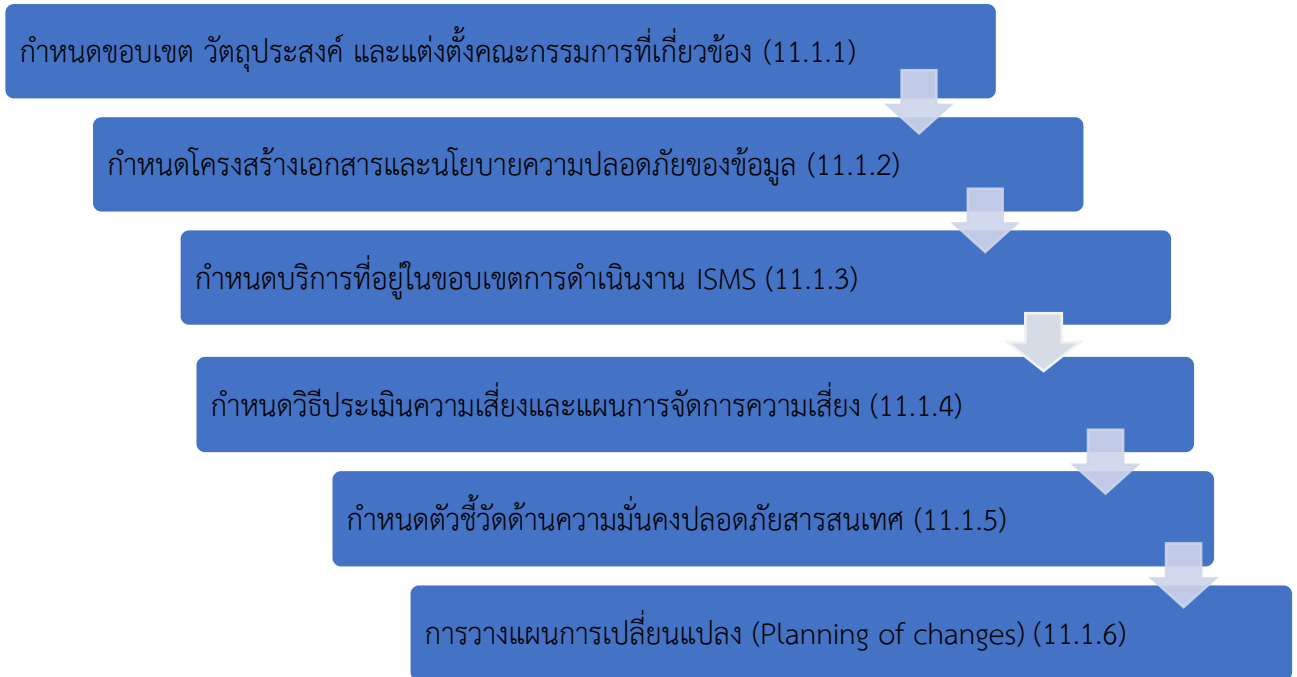 กำหนดขอบเขต วัตถุประสงค์ และแต่งตั้งคณะกรรมการที่เกี่ยวข้อง (11.1.1)
กำหนดโครงสร้างเอกสารและนโยบายความปลอดภัยของข้อมูล (11.1.2)
กำหนดบริการที่อยู่ในขอบเขตการดำเนินงาน ISMS (11.1.3)
กำหนดวิธีประเมินความเสี่ยงและแผนการจัดการความเสี่ยง (11.1.4)
กำหนดตัวชี้วัดด้านความมั่นคงปลอดภัยสารสนเทศ (11.1.5)
การวางแผนการเปลี่ยนแปลง (Planning of changes) (11.1.6)